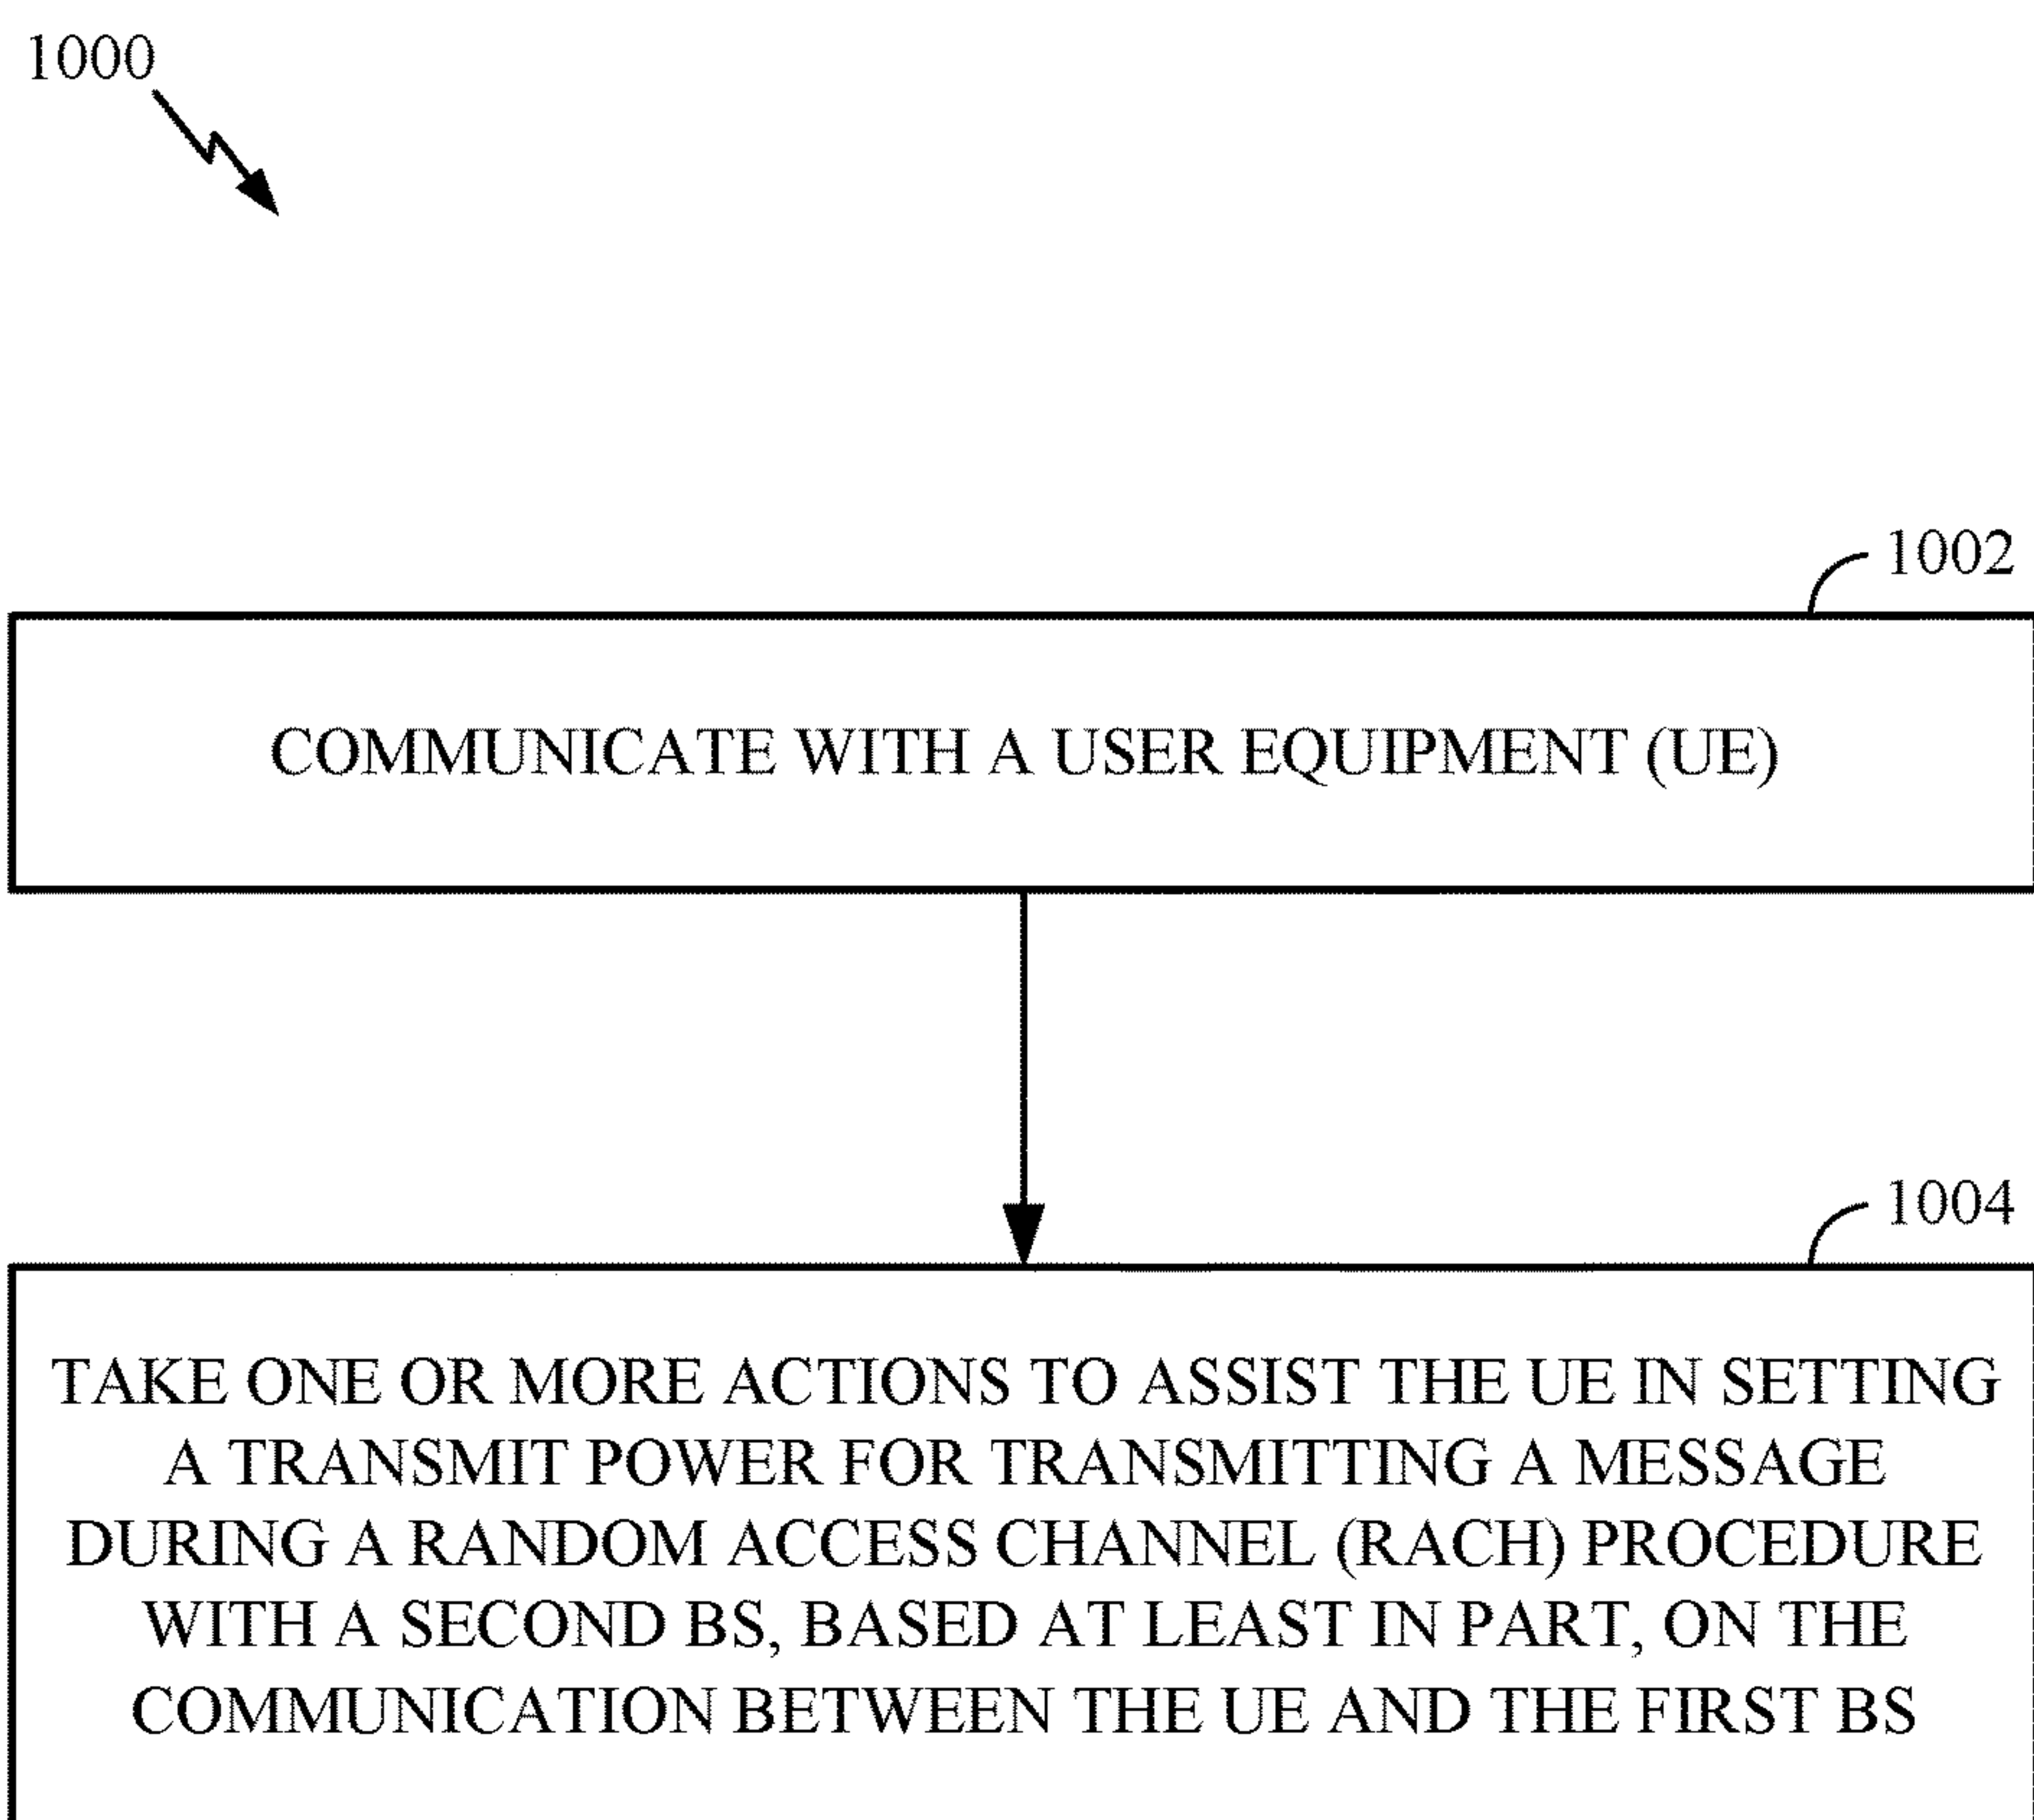 1000
1002
COMMUNICATE WITH A USER EQUIPMENT (UE)
1004
TAKE ONE OR MORE ACTIONS TO ASSIST THE UE IN SETTING
A TRANSMIT POWER FOR TRANSMITTING A MESSAGE
DURING A RANDOM ACCESS CHANNEL (RACH) PROCEDURE
WITH A SECOND BS, BASED AT LEAST IN PART, ON THE
COMMUNICATION BETWEEN THE UE AND THE FIRST BS